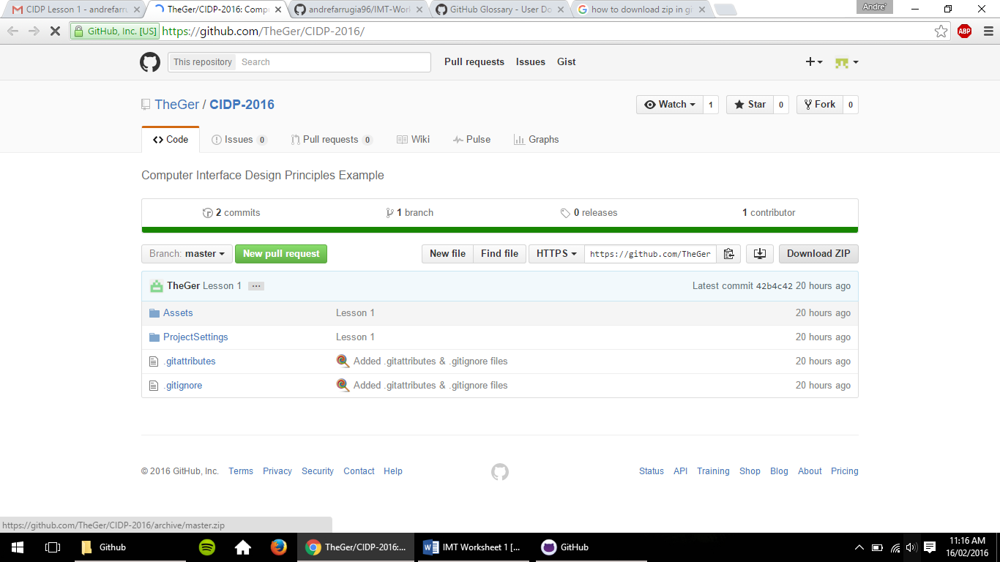 CIDP Lesson 1 - andrefarru
TheGer/CIDP-2016: Comp
andrefarrugia96/IMT-Wor
GitHub Glossary - User Do
how to download zip in gi
Andre'
GitHub, Inc. [US] https://github.com/TheGer/CIDP-2016/
ABP
This repository Search Pull requests Issues Gist
TheGer / CIDP-2016 Watch 1 Star 0 Fork 0
Code Issues 0 Pull requests 0 Wiki Pulse Graphs
Computer Interface Design Principles Example
2 commits 1 branch 0 releases 1 contributor
Branch: master New pull request New file Find file HTTPS https://github.com/TheGer Download ZIP
TheGer Lesson 1 ... Latest commit 42b4c42 20 hours ago
Assets Lesson 1 20 hours ago
ProjectSettings Lesson 1 20 hours ago
.gitattributes Added .gitattributes & .gitignore files 20 hours ago
.gitignore Added .gitattributes & .gitignore files 20 hours ago
© 2016 GitHub, Inc. Terms Privacy Security Contact Help Status API Training Shop Blog About Pricing
https://github.com/TheGer/CIDP-2016/archive/master.zip
Github TheGer/CIDP-2016:... IMT Worksheet 1 [... GitHub 11:16 AM
16/02/2016